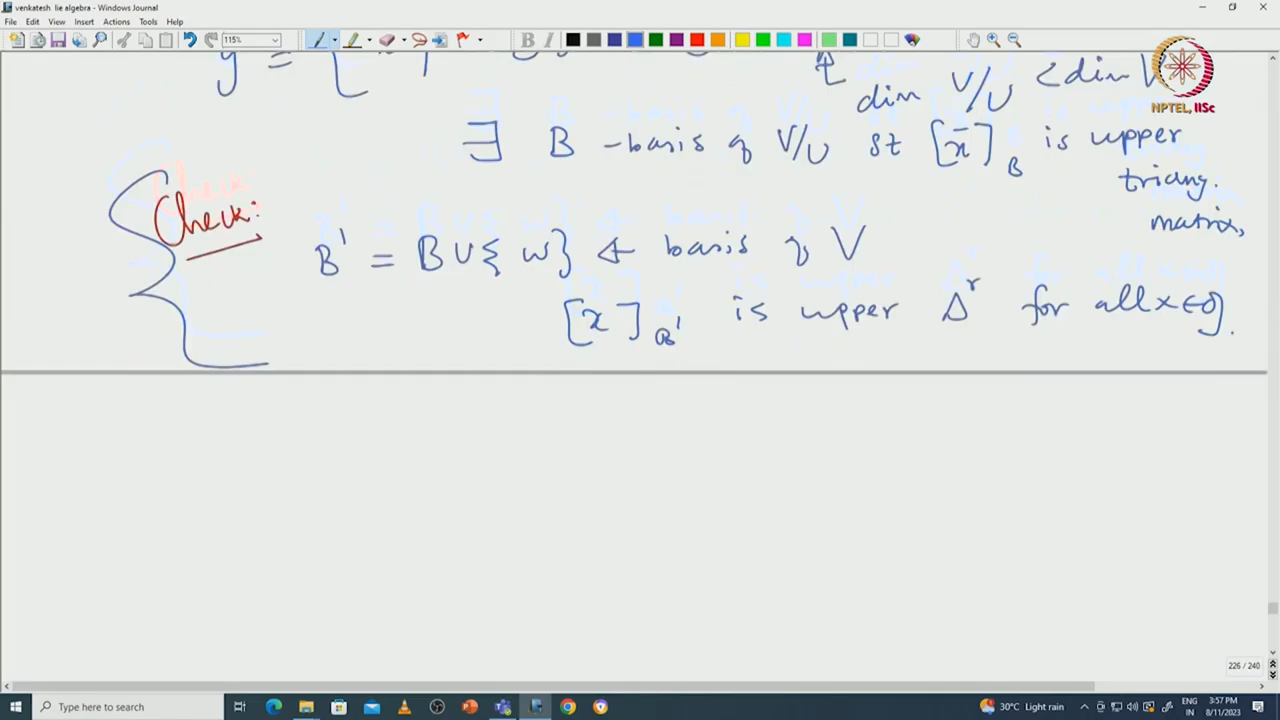 venkatesh lie algebra - Windows Journal
File Edit View Insert Actions Tools Help
115%
B I
y = [
dim V/U < dim V
NPTEL, IISc
∃ B - basis of V/U st [x̄]_B is upper
triang.
matrix,
Check:
B' = B ∪ { w } & basis of V
[x]_B' is upper Δ^r for all x ∈ g.
226 / 240
Type here to search
30°C Light rain
ENG
IN
3:57 PM
8/11/2023